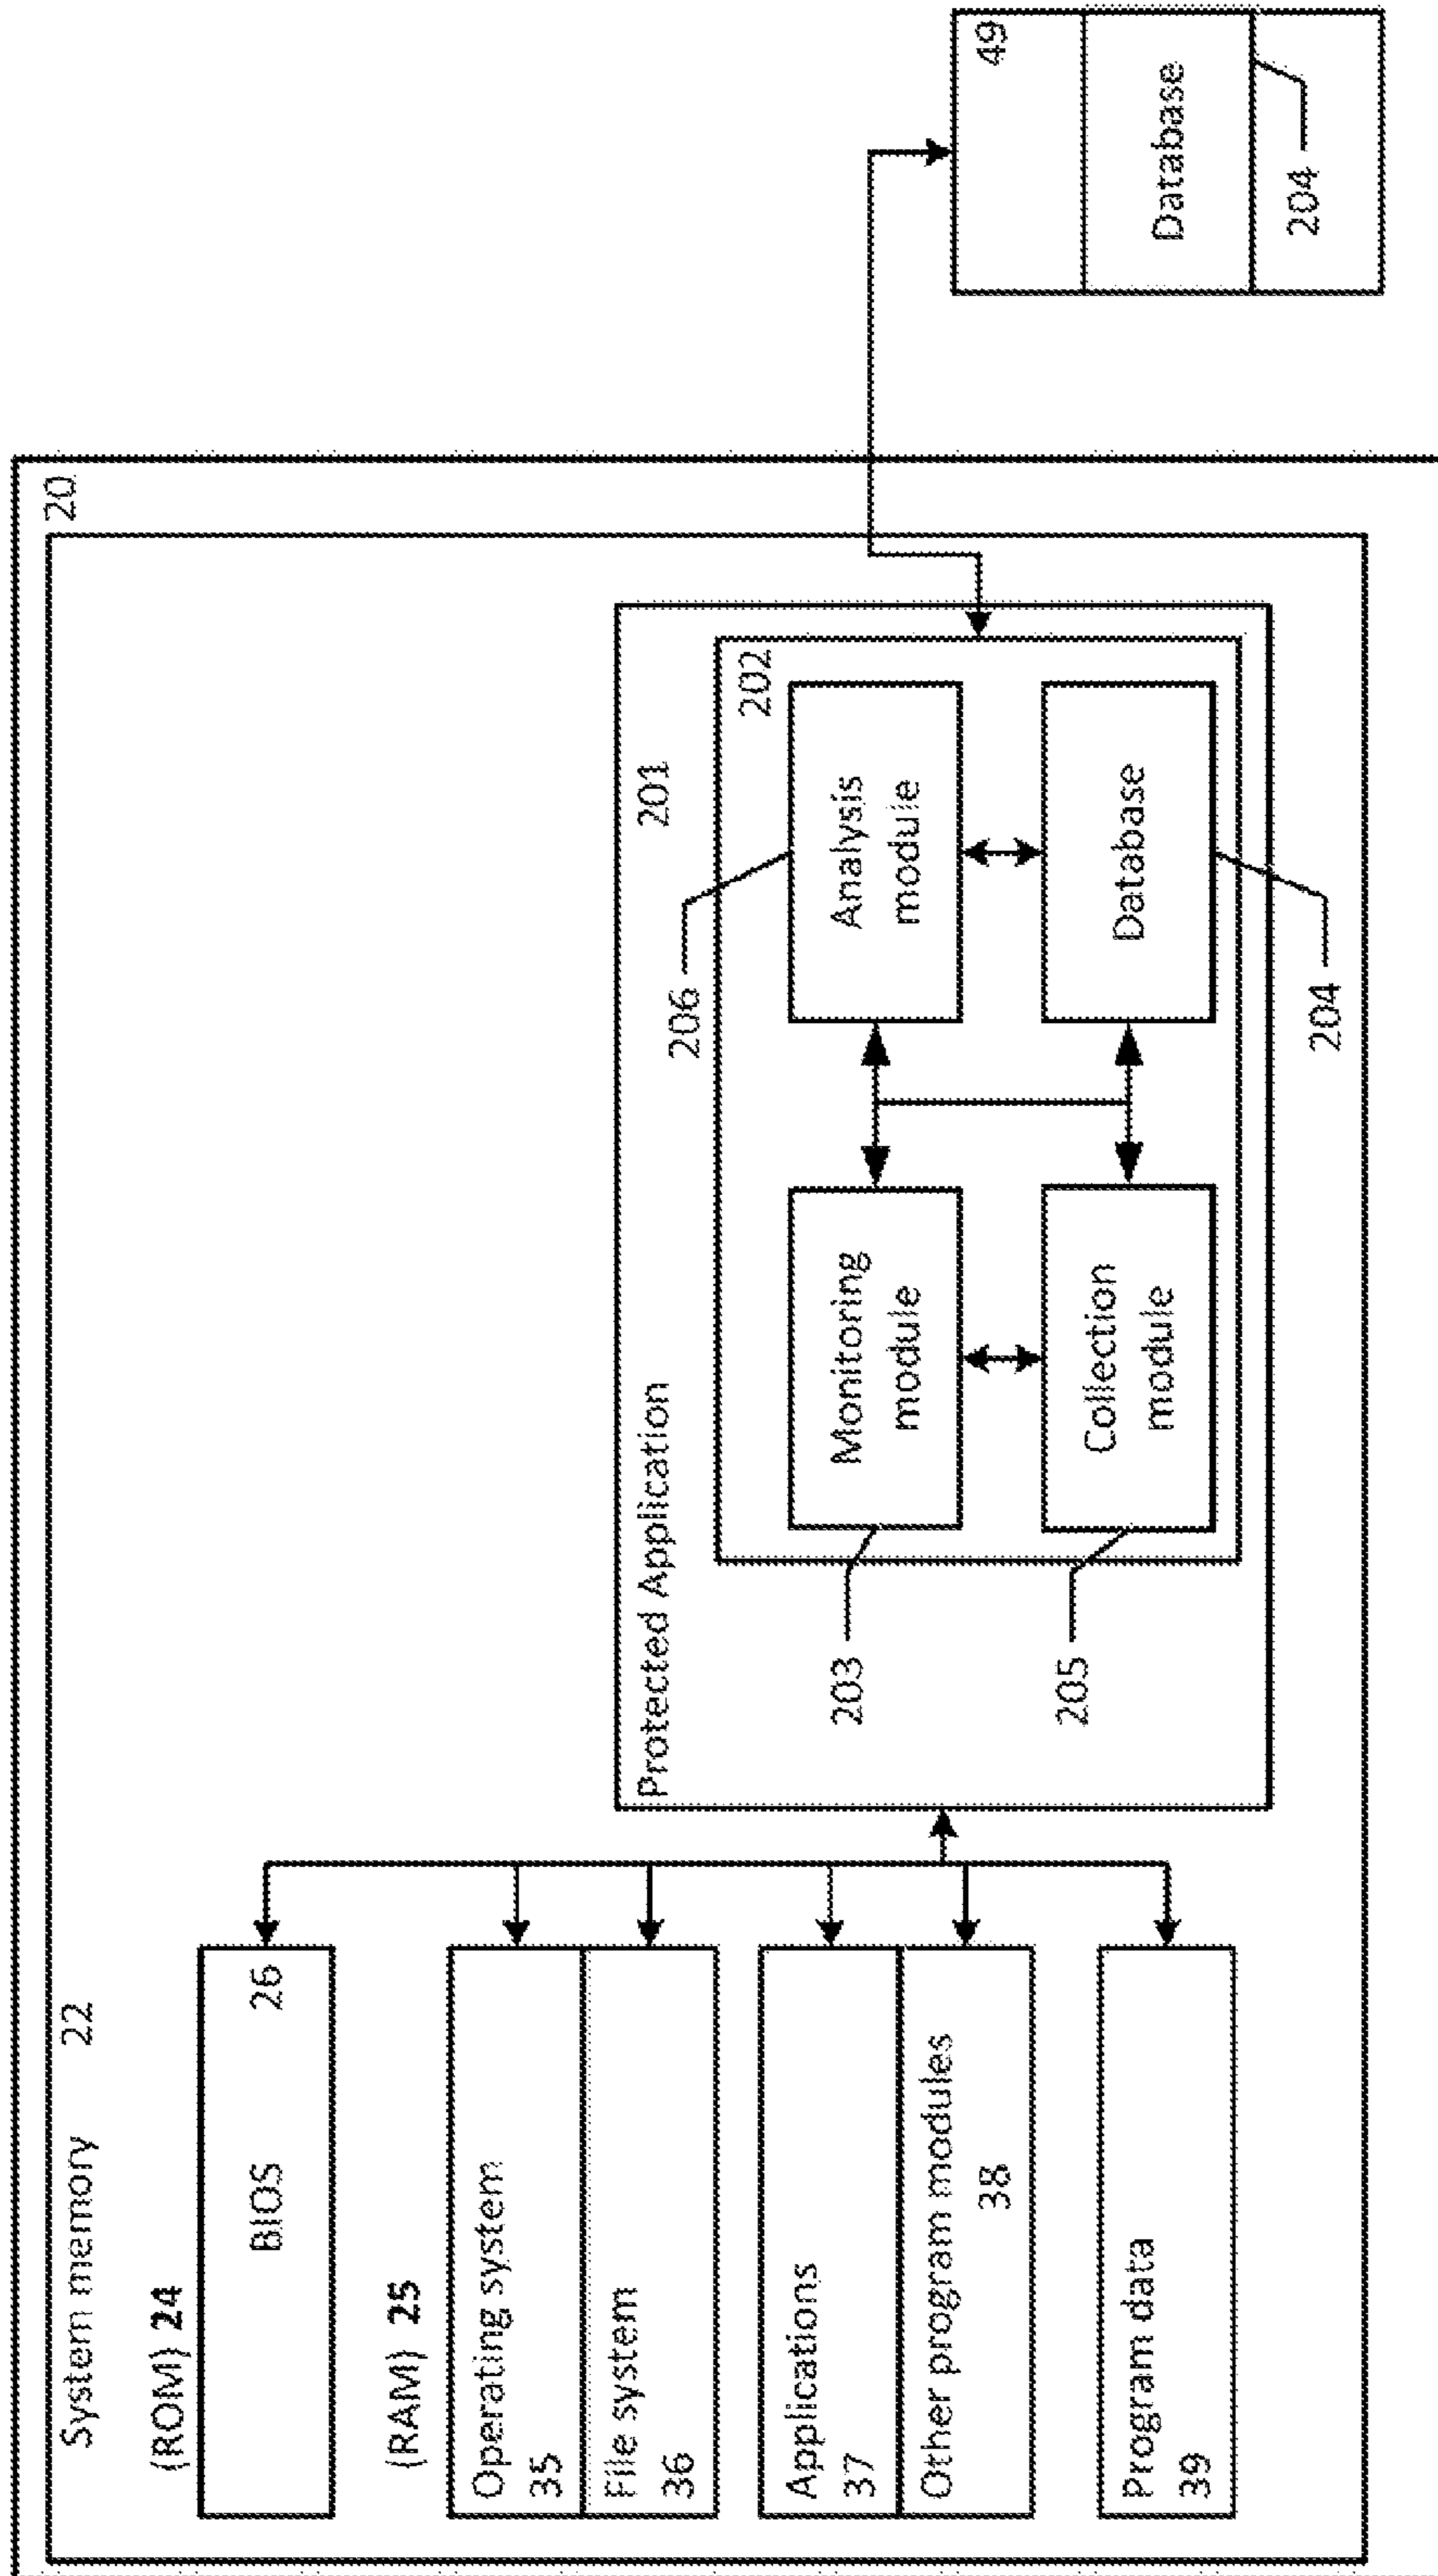 20
System memory 22
(ROM) 24
BIOS
26
(RAM) 25
Operating system
35
File system
36
Applications
37
Other program modules
38
Program data
39
Protected Application
201
202
206
Monitoring
module
Analysis
module
203
Collection
module
Database
205
204
49
Database
204